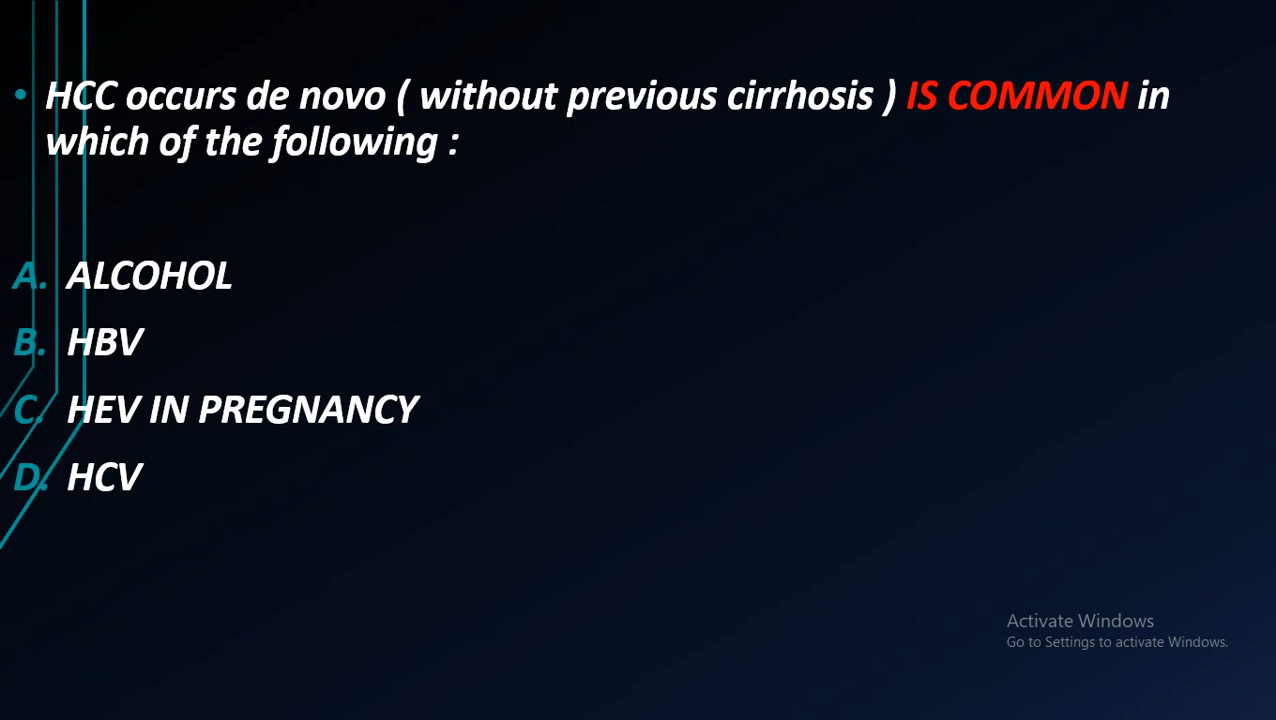 • HCC occurs de novo ( without previous cirrhosis ) IS COMMON in
which of the following :
A. ALCOHOL
B. HBV
C. HEV IN PREGNANCY
D. HCV
Activate Windows
Go to Settings to activate Windows.